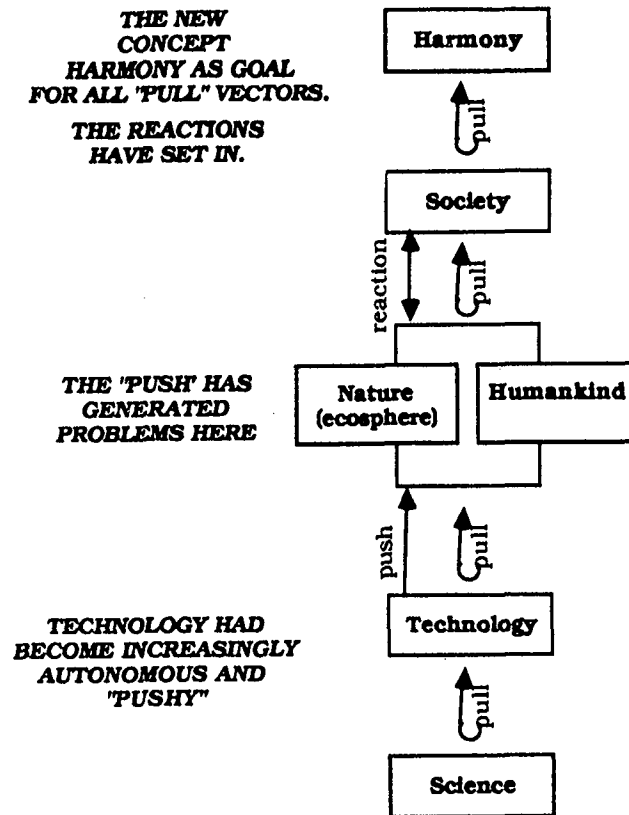 THE NEW
CONCEPT
HARMONY AS GOAL
FOR ALL "PULL" VECTORS.
THE REACTIONS
HAVE SET IN.
Harmony
pull
Society
reaction
pull
THE 'PUSH' HAS
GENERATED
PROBLEMS HERE
Nature
(ecosphere)
Humankind
push
pull
TECHNOLOGY HAD
BECOME INCREASINGLY
AUTONOMOUS AND
"PUSHY"
Technology
pull
Science